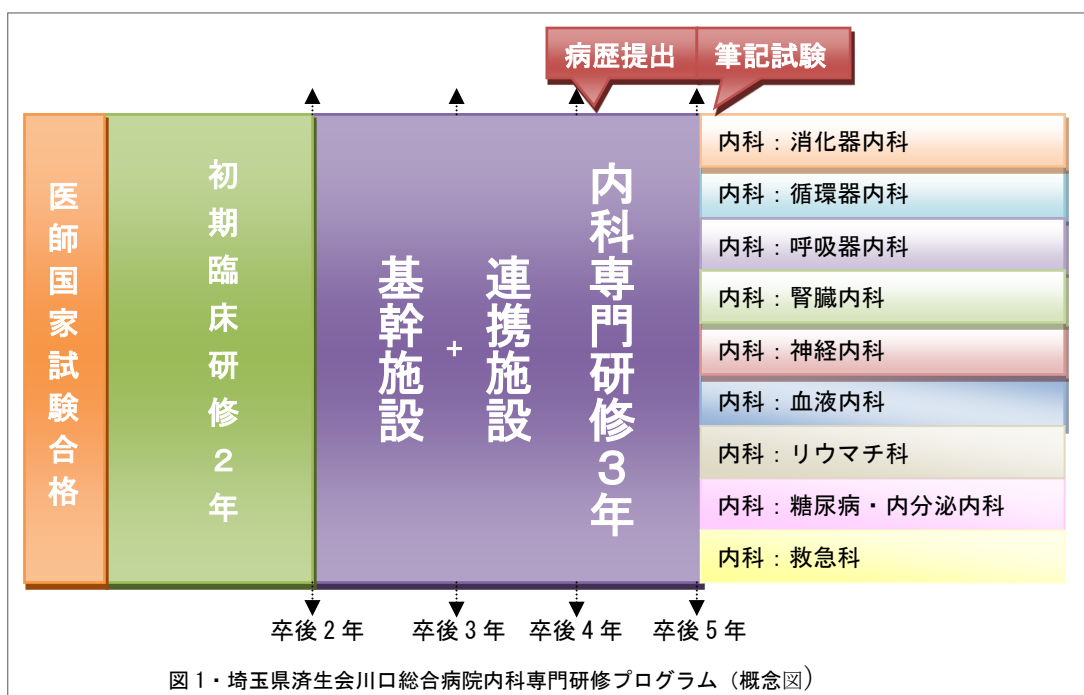 病歴提出
筆記試験
医師国家試験合格
初期臨床研修２年
基幹施設
+
連携施設
内科専門研修３年
内科：消化器内科
内科：循環器内科
内科：呼吸器内科
内科：腎臓内科
内科：神経内科
内科：血液内科
内科：リウマチ科
内科：糖尿病・内分泌内科
内科：救急科
卒後２年
卒後３年
卒後４年
卒後５年
図１・埼玉県済生会川口総合病院内科専門研修プログラム（概念図)